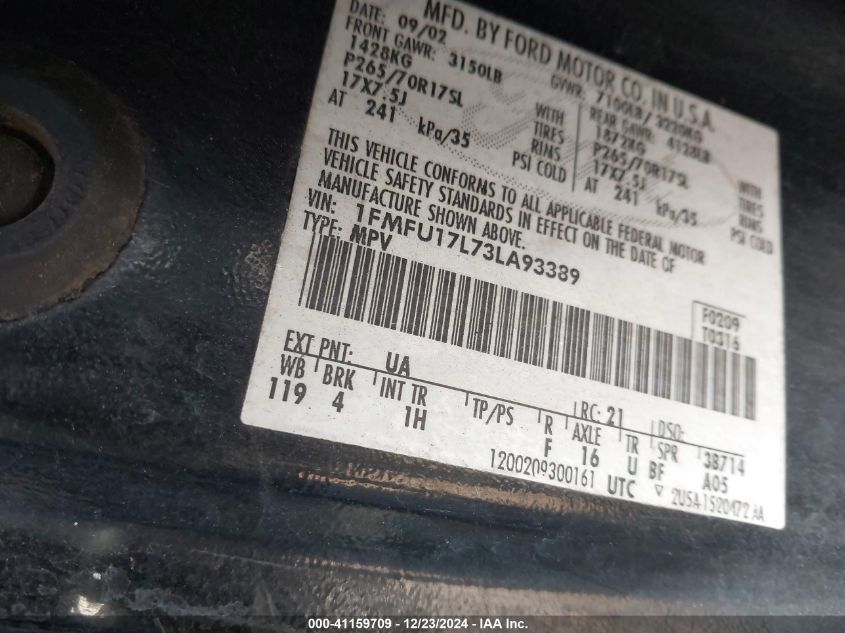 MFD. BY FORD MOTOR CO. IN U.S.A.
DATE: 09/02 GVWR: 7100LB/ 3220KG
FRONT GAWR: 3150LB REAR GAWR: 4128LB
1428KG WITH 1872KG WITH
P265/70R17SL TIRES P265/70R17SL TIRES
17X7.5J RIMS 17X7.5J RIMS
AT 241 kPa/35 PSI COLD AT 241 kPa/35 PSI COLD
THIS VEHICLE CONFORMS TO ALL APPLICABLE FEDERAL MOTOR
VEHICLE SAFETY STANDARDS IN EFFECT ON THE DATE OF
MANUFACTURE SHOWN ABOVE.
VIN: 1FMFU17L73LA93389
TYPE: MPV
F0209
T0316
EXT PNT: UA RC: 21 DSO:
WB BRK INT TR TP/PS R AXLE TR SPR 38714
119 4 1H F 16 U BF A05
1200209300161 UTC ▽ 2U5A1520472 AA
000-41159709 - 12/23/2024 - IAA Inc.